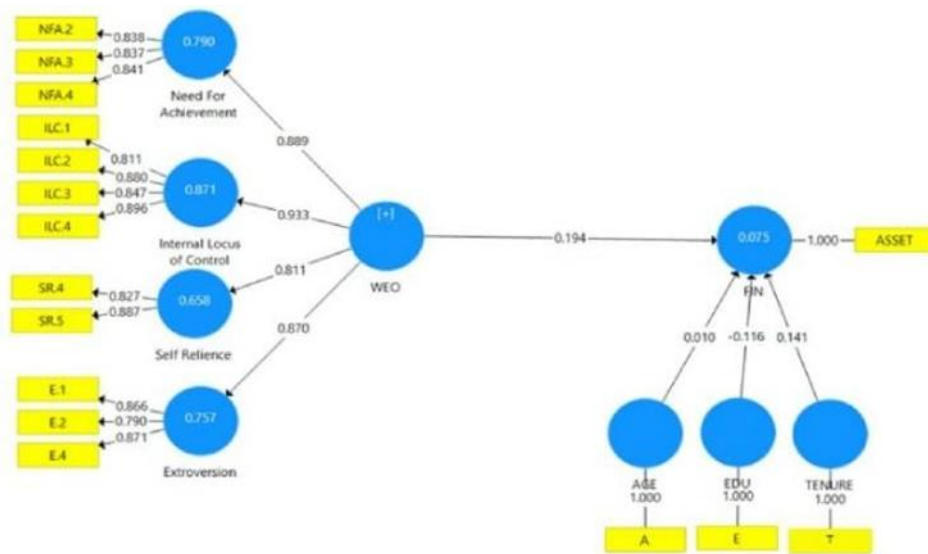 NFA.2
NFA.3
NFA.4
0.838
0.837
0.841
0.790
Need For
Achievement
ILC.1
ILC.2
ILC.3
ILC.4
0.811
0.880
0.847
0.896
0.871
Internal Locus
of Control
SR.4
SR.5
0.827
0.887
0.658
Self Relience
E.1
E.2
E.4
0.866
0.790
0.871
0.757
Extroversion
0.889
0.933
0.811
0.870
[+]
WEO
0.194
0.075
FIN
1.000
ASSET
0.010
-0.116
0.141
AGE
EDU
TENURE
1.000
1.000
1.000
A
E
T